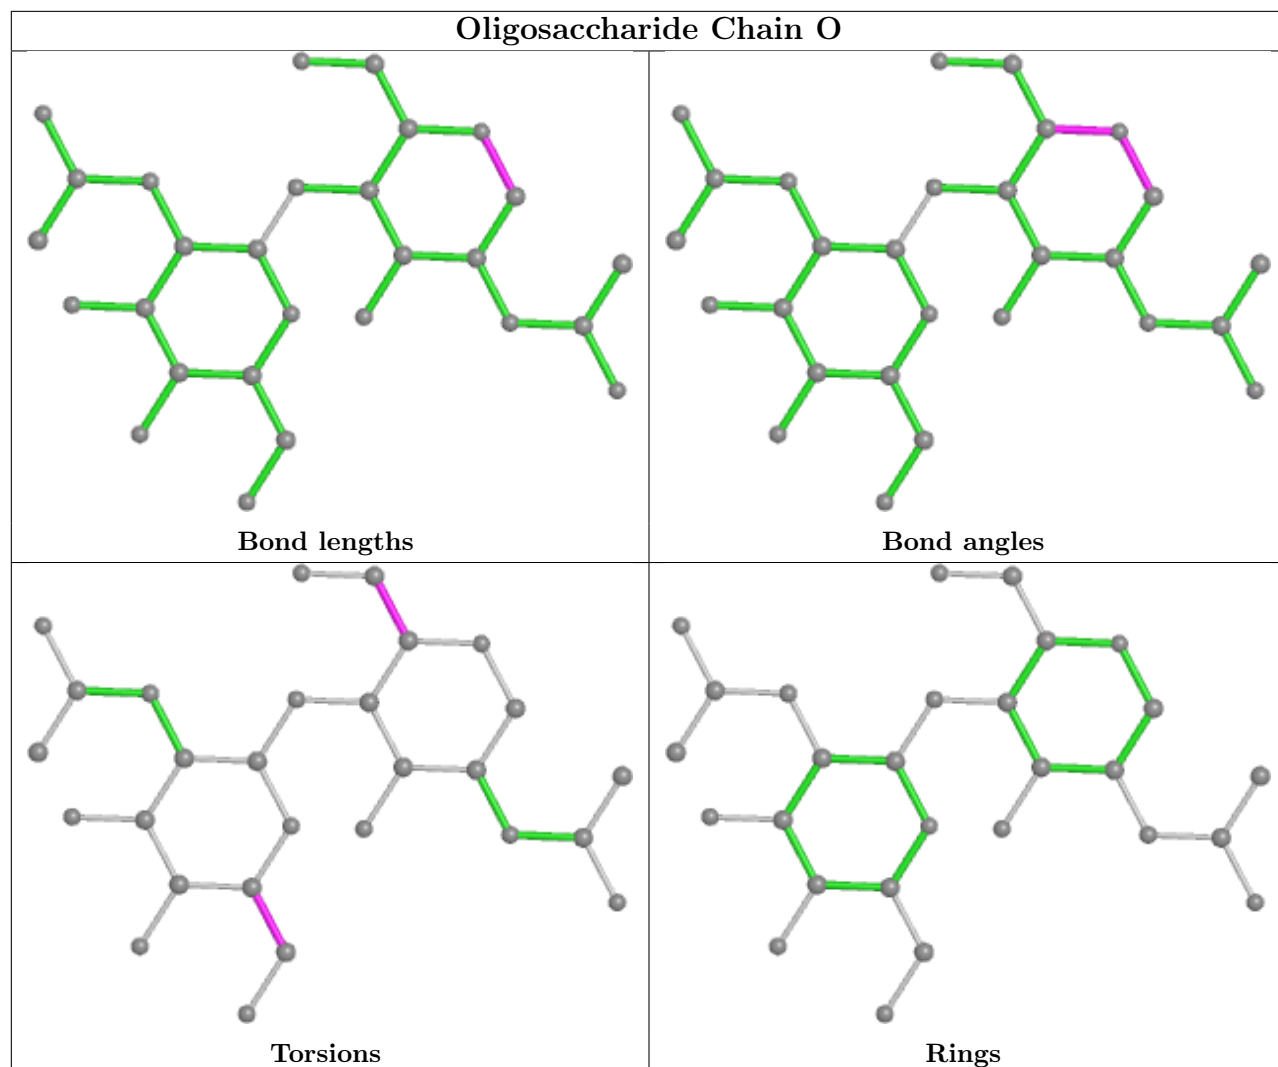 Oligosaccharide Chain O
Bond lengths
Bond angles
Torsions
Rings